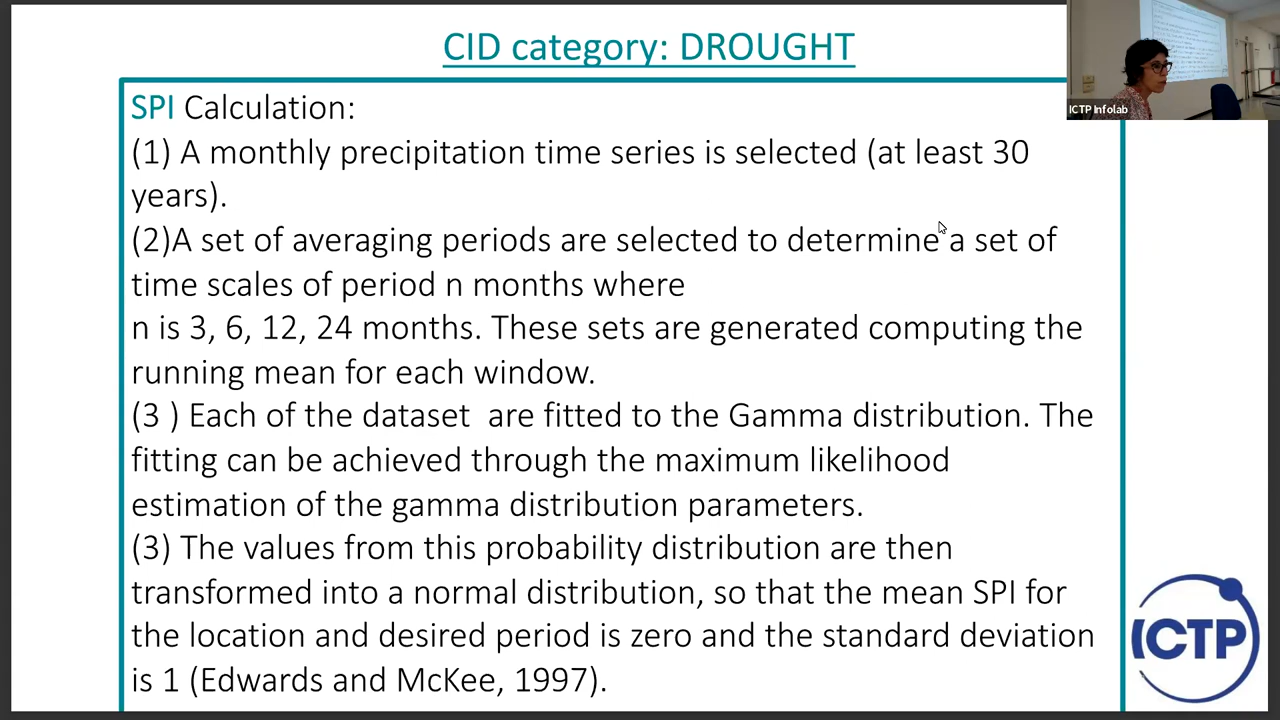 CID category: DROUGHT
ICTP Infolab
SPI Calculation:
(1) A monthly precipitation time series is selected (at least 30
years).
(2)A set of averaging periods are selected to determine a set of
time scales of period n months where
n is 3, 6, 12, 24 months. These sets are generated computing the
running mean for each window.
(3 ) Each of the dataset  are fitted to the Gamma distribution. The
fitting can be achieved through the maximum likelihood
estimation of the gamma distribution parameters.
(3) The values from this probability distribution are then
transformed into a normal distribution, so that the mean SPI for
the location and desired period is zero and the standard deviation
is 1 (Edwards and McKee, 1997).
ICTP